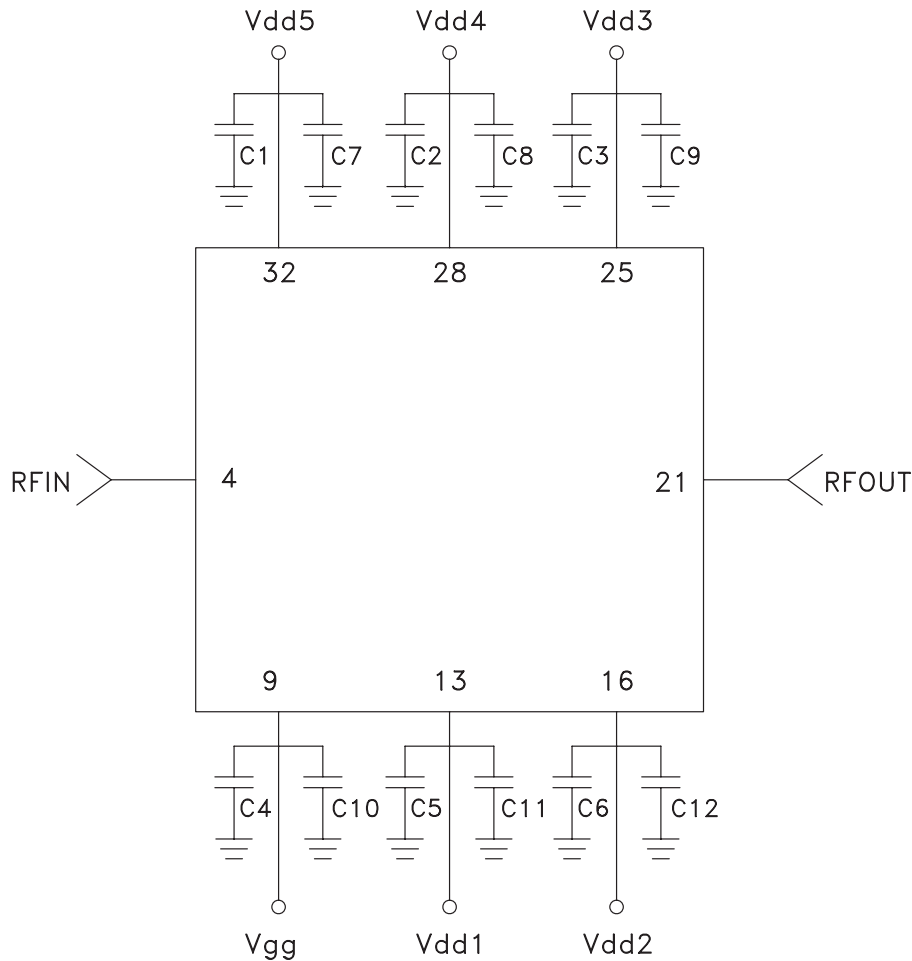 Vdd5 Vdd4 Vdd3
C1 C7 C2 C8 C3 C9
32 28 25
RFIN 4 21 RFOUT
9 13 16
C4 C10 C5 C11 C6 C12
Vgg Vdd1 Vdd2